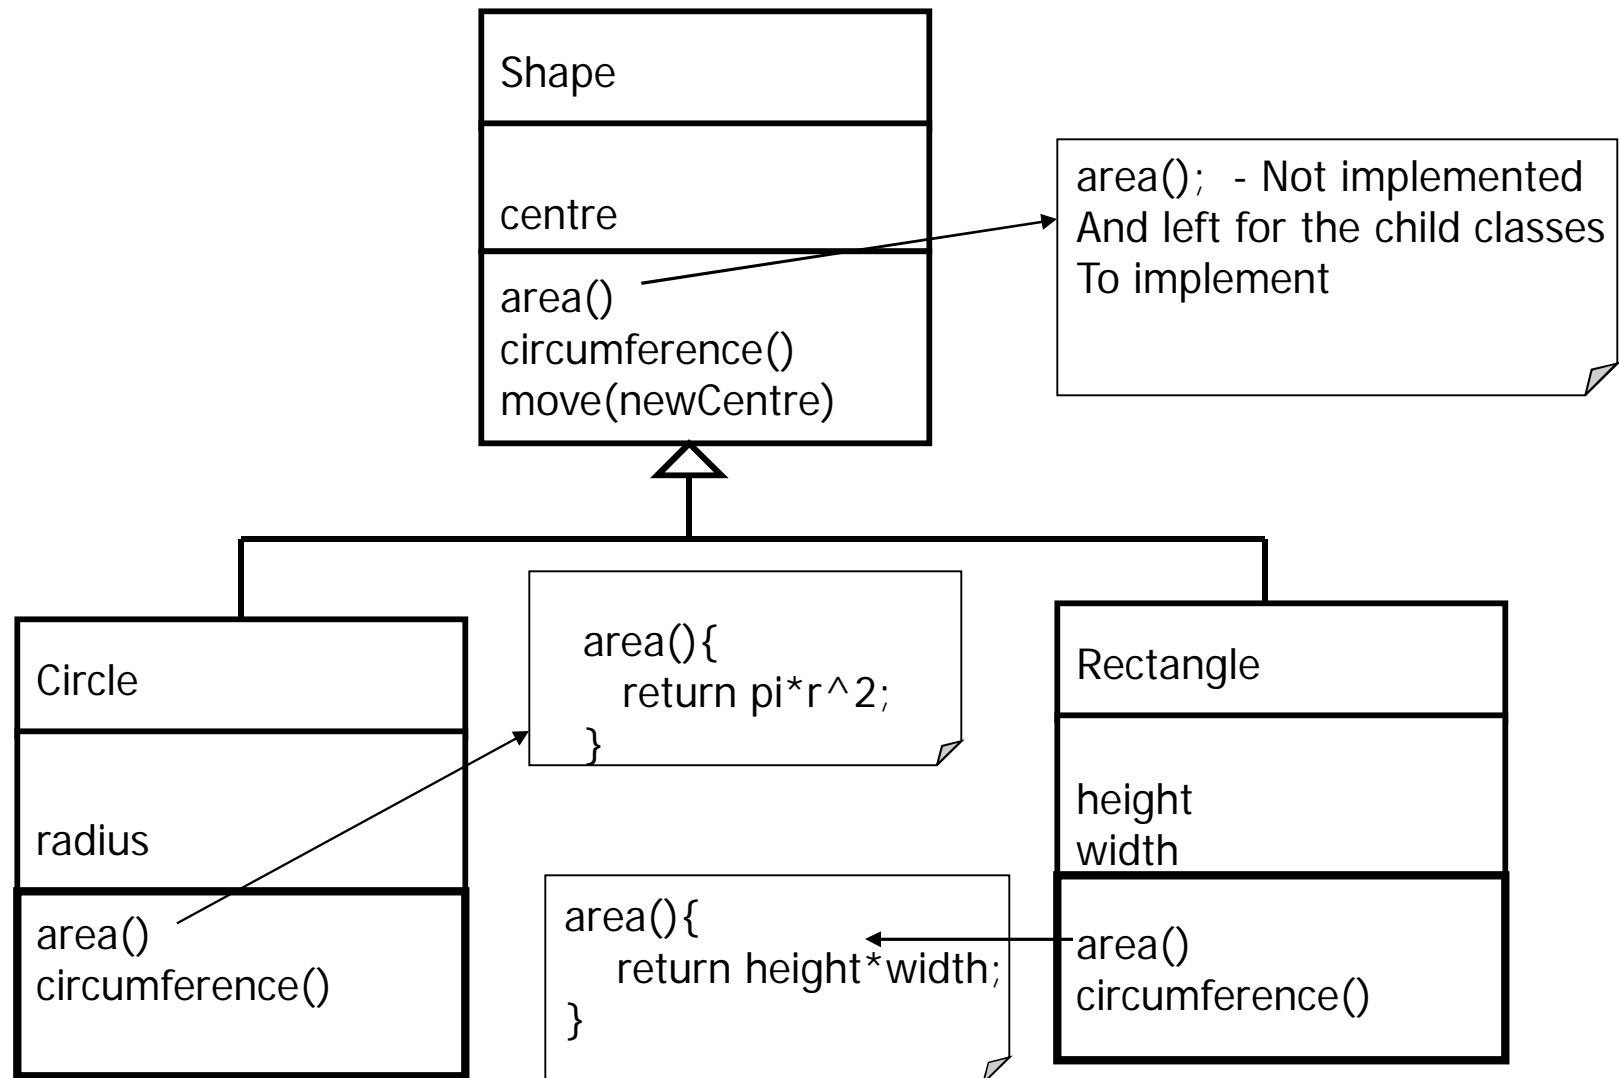 Shape
centre
area()
circumference()
move(newCentre)
area();  - Not implemented
And left for the child classes
To implement
Circle
radius
area()
circumference()
area(){
return pi*r^2;
}
area(){
return height*width;
}
Rectangle
height
width
area()
circumference()